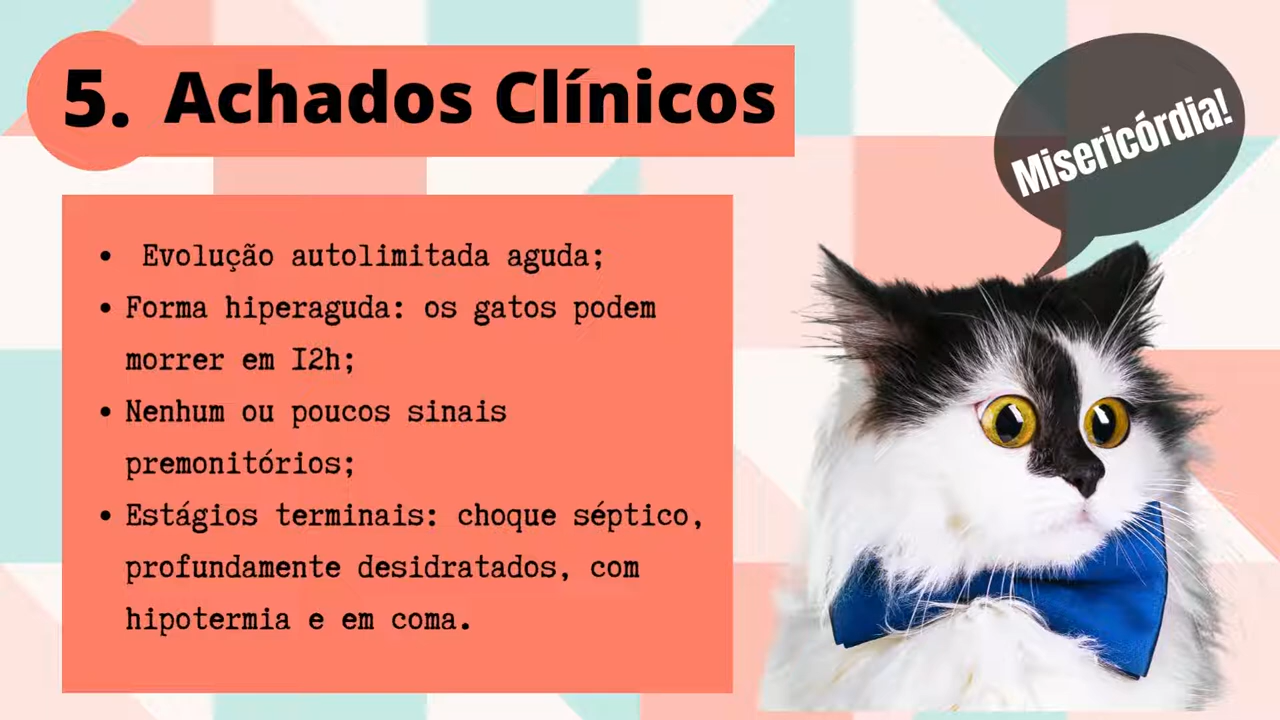 5. Achados Clínicos
Misericórdia!
• Evolução autolimitada aguda;
• Forma hiperaguda: os gatos podem
morrer em I2h;
• Nenhum ou poucos sinais
premonitórios;
• Estágios terminais: choque séptico,
profundamente desidratados, com
hipotermia e em coma.